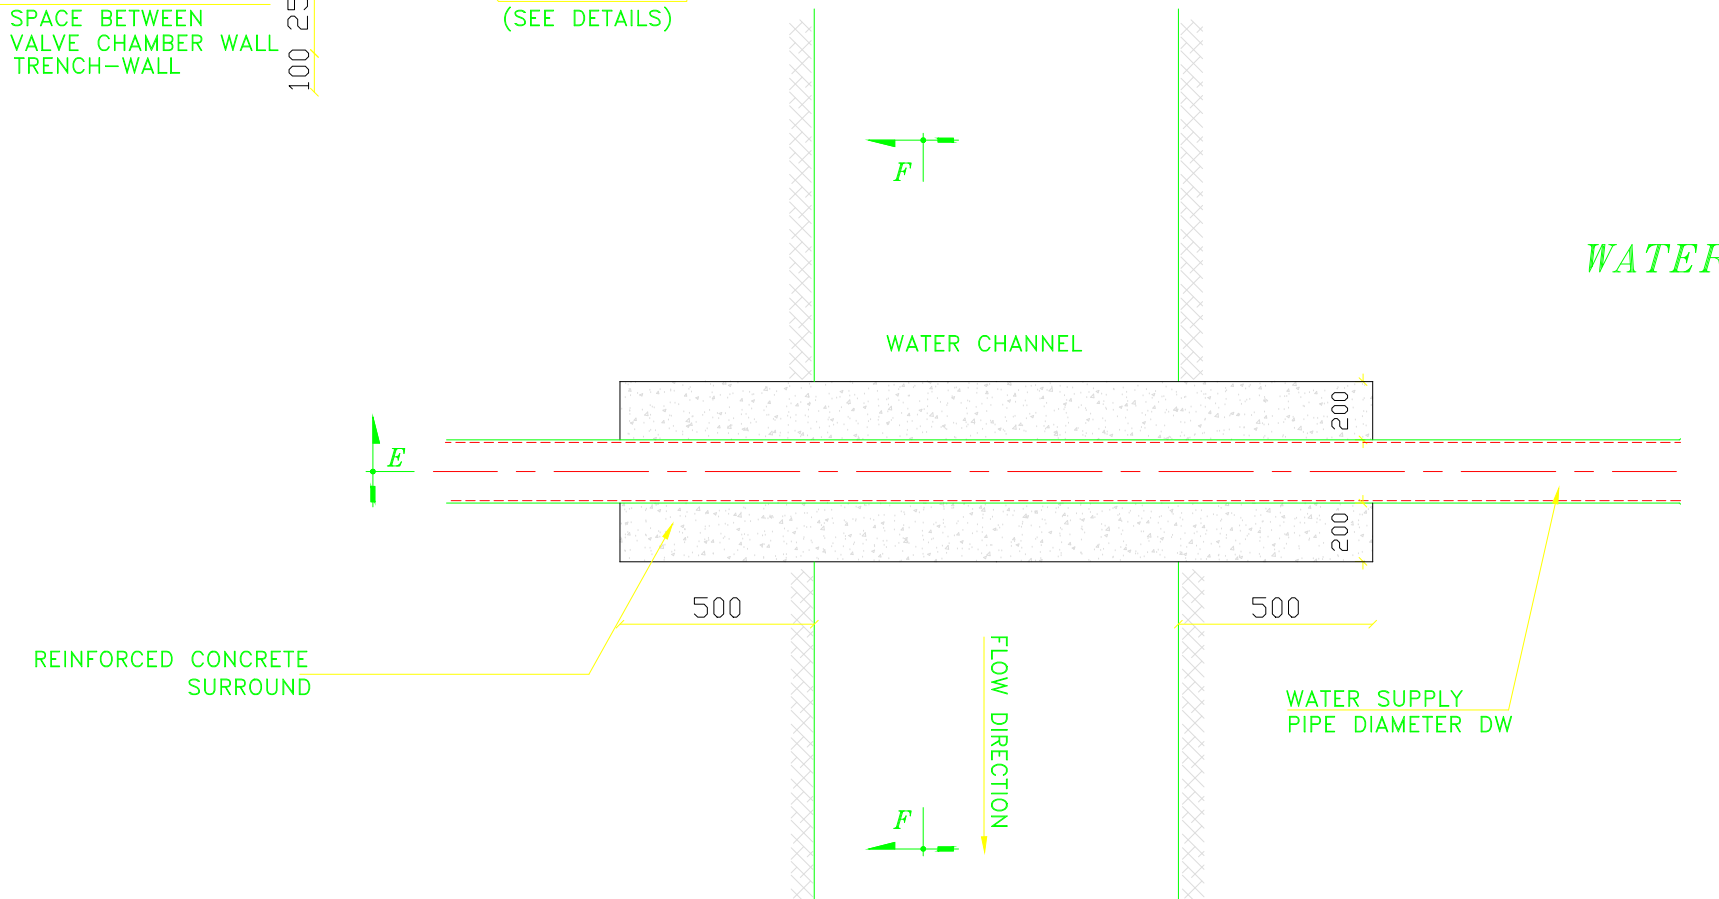 SPACE BETWEEN
VALVE CHAMBER WALL
TRENCH-WALL
100
(SEE DETAILS)
F
WATER
WATER CHANNEL
200
E
200
500
500
REINFORCED CONCRETE
SURROUND
FLOW DIRECTION
WATER SUPPLY
PIPE DIAMETER DW
F